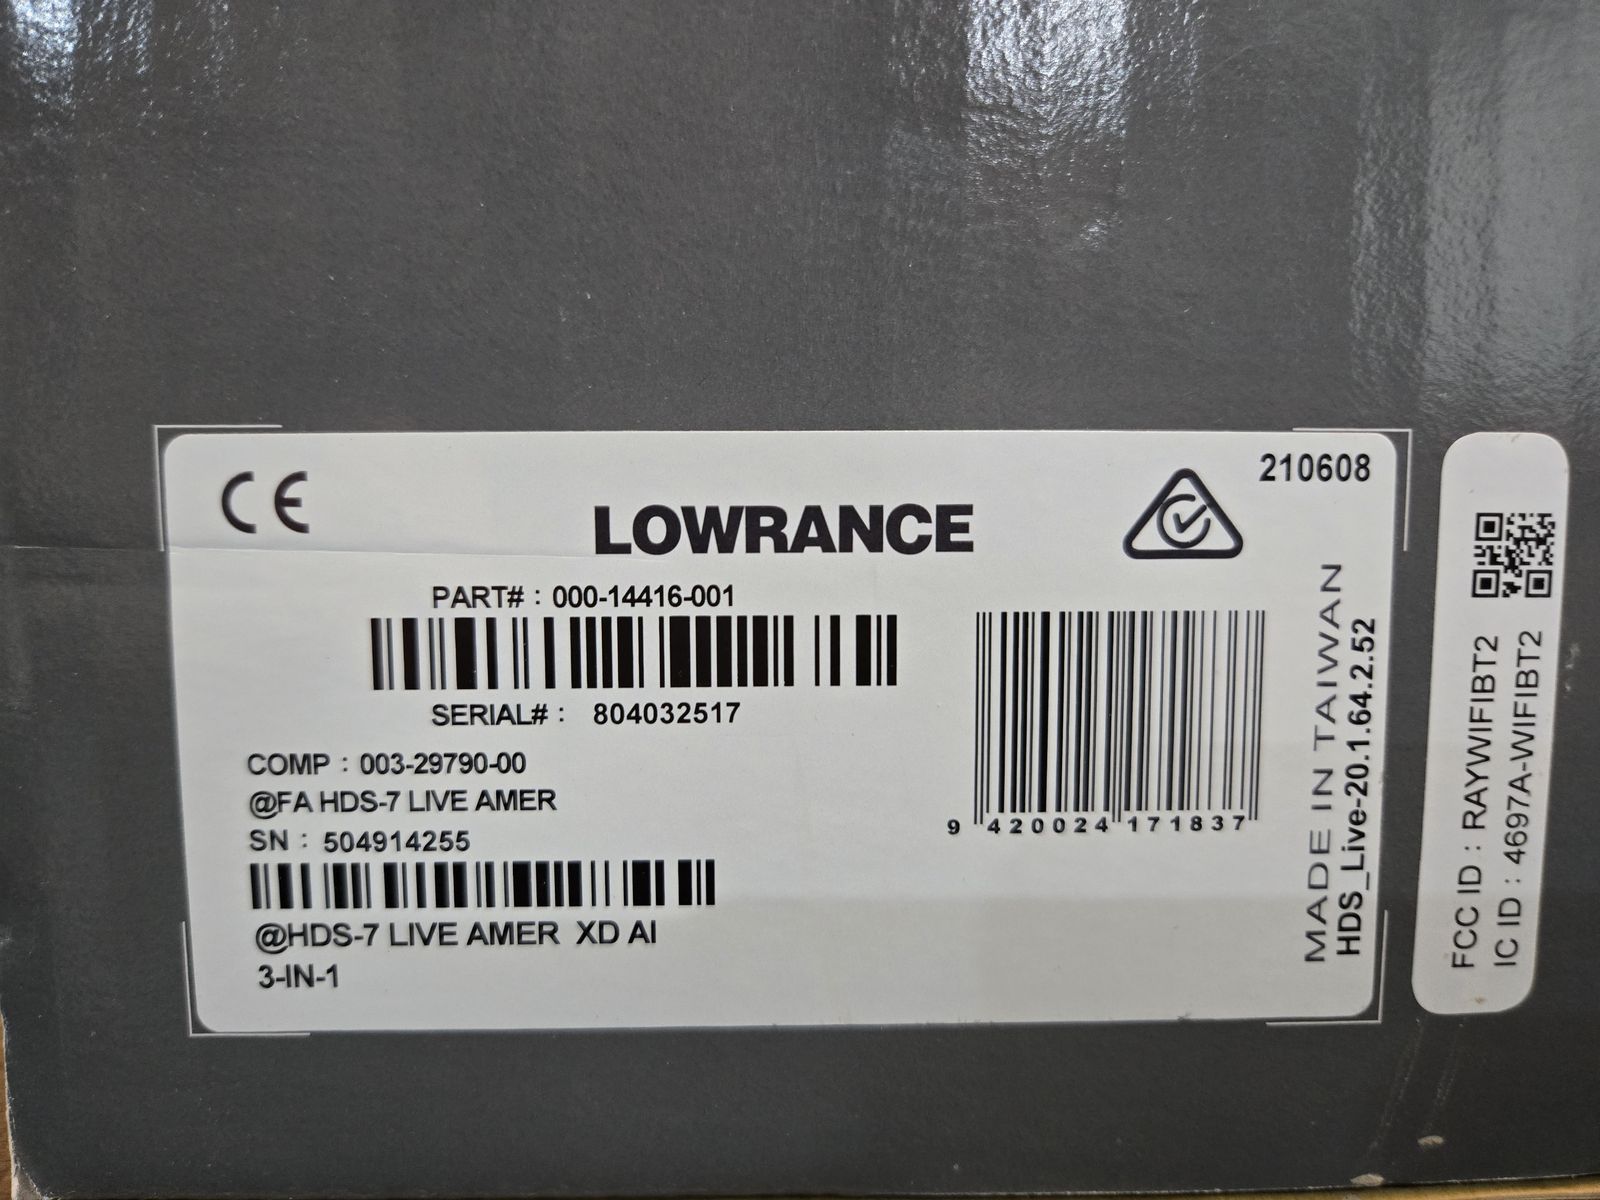 CE
210608
LOWRANCE
PART# : 000-14416-001
SERIAL# : 804032517
COMP : 003-29790-00
@FA HDS-7 LIVE AMER
SN : 504914255
@HDS-7 LIVE AMER XD AI
3-IN-1
9 420024 171837
MADE IN TAIWAN
HDS_Live-20.1.64.2.52
FCC ID : RAYWIFIBT2
IC ID : 4697A-WIFIBT2